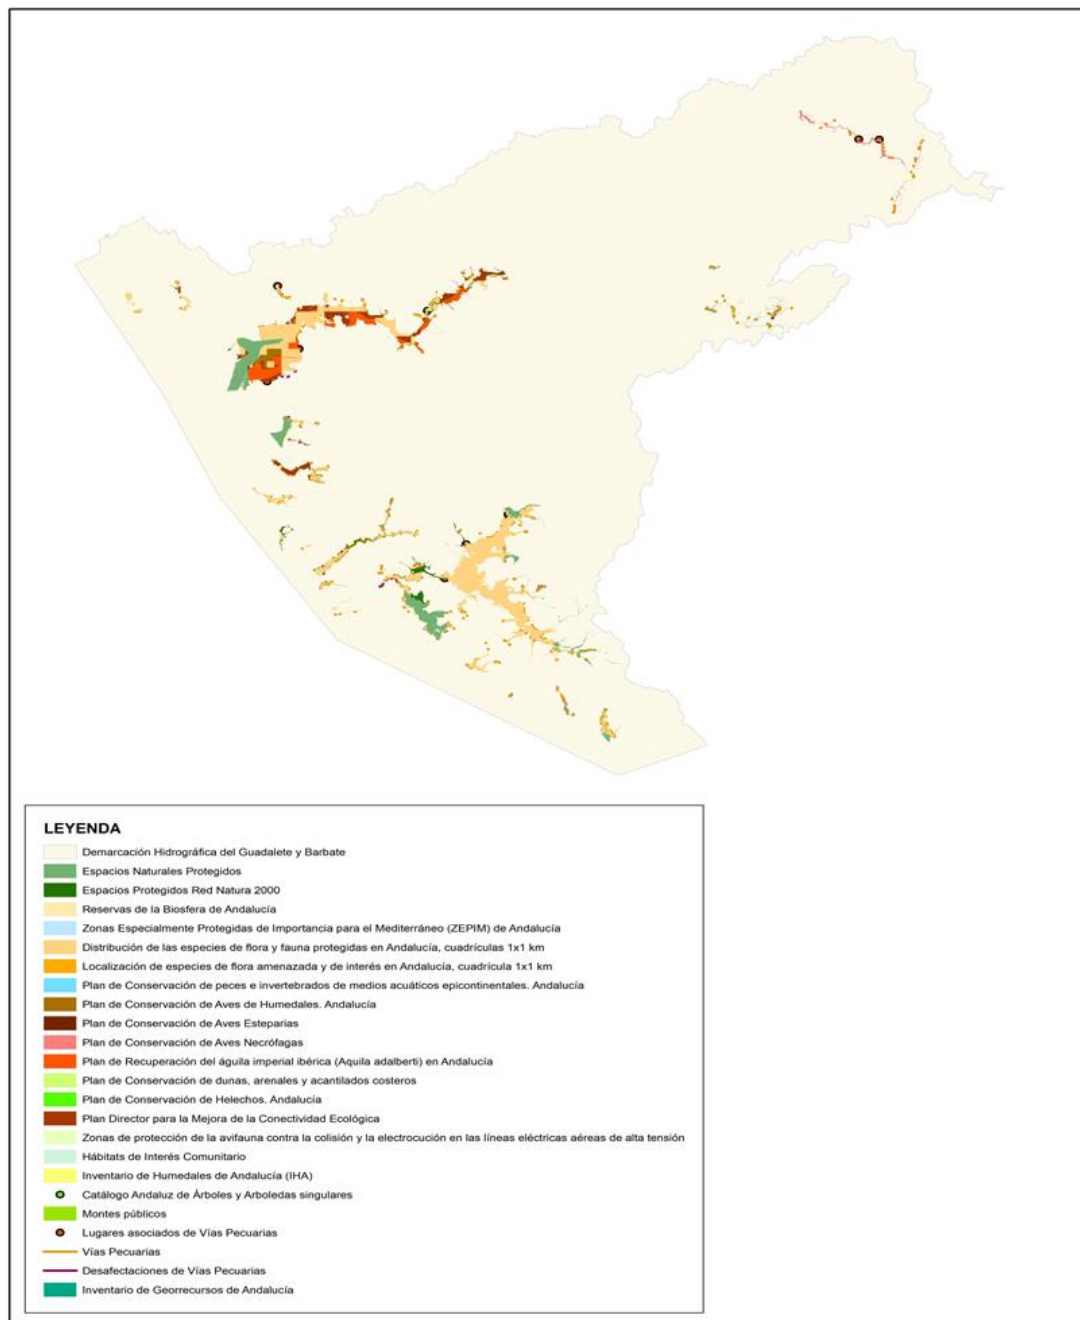 LEYENDA
Demarcación Hidrográfica del Guadalete y Barbate
Espacios Naturales Protegidos
Espacios Protegidos Red Natura 2000
Reservas de la Biosfera de Andalucía
Zonas Especialmente Protegidas de Importancia para el Mediterráneo (ZEPIM) de Andalucía
Distribución de las especies de flora y fauna protegidas en Andalucía, cuadrículas 1x1 km
Localización de especies de flora amenazada y de interés en Andalucía, cuadrícula 1x1 km
Plan de Conservación de peces e invertebrados de medios acuáticos epicontinentales. Andalucía
Plan de Conservación de Aves de Humedales. Andalucía
Plan de Conservación de Aves Esteparias
Plan de Conservación de Aves Necrófagas
Plan de Recuperación del águila imperial ibérica (Aquila adalberti) en Andalucía
Plan de Conservación de dunas, arenales y acantilados costeros
Plan de Conservación de Helechos. Andalucía
Plan Director para la Mejora de la Conectividad Ecológica
Zonas de protección de la avifauna contra la colisión y la electrocución en las líneas eléctricas aéreas de alta tensión
Hábitats de Interés Comunitario
Inventario de Humedales de Andalucía (IHA)
Catálogo Andaluz de Árboles y Arboledas singulares
Montes públicos
Lugares asociados de Vías Pecuarias
Vías Pecuarias
Desafectaciones de Vías Pecuarias
Inventario de Georrecursos de Andalucía